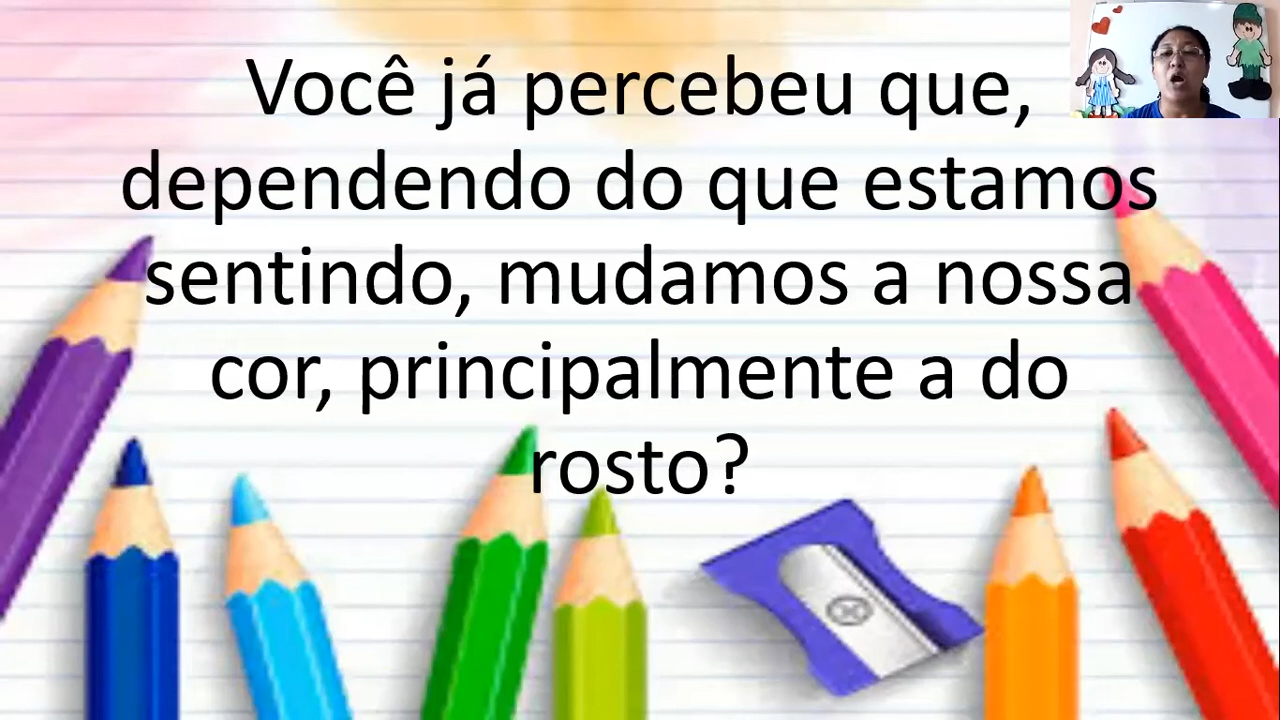 Você já percebeu que,
dependendo do que estamos
sentindo, mudamos a nossa
cor, principalmente a do
rosto?